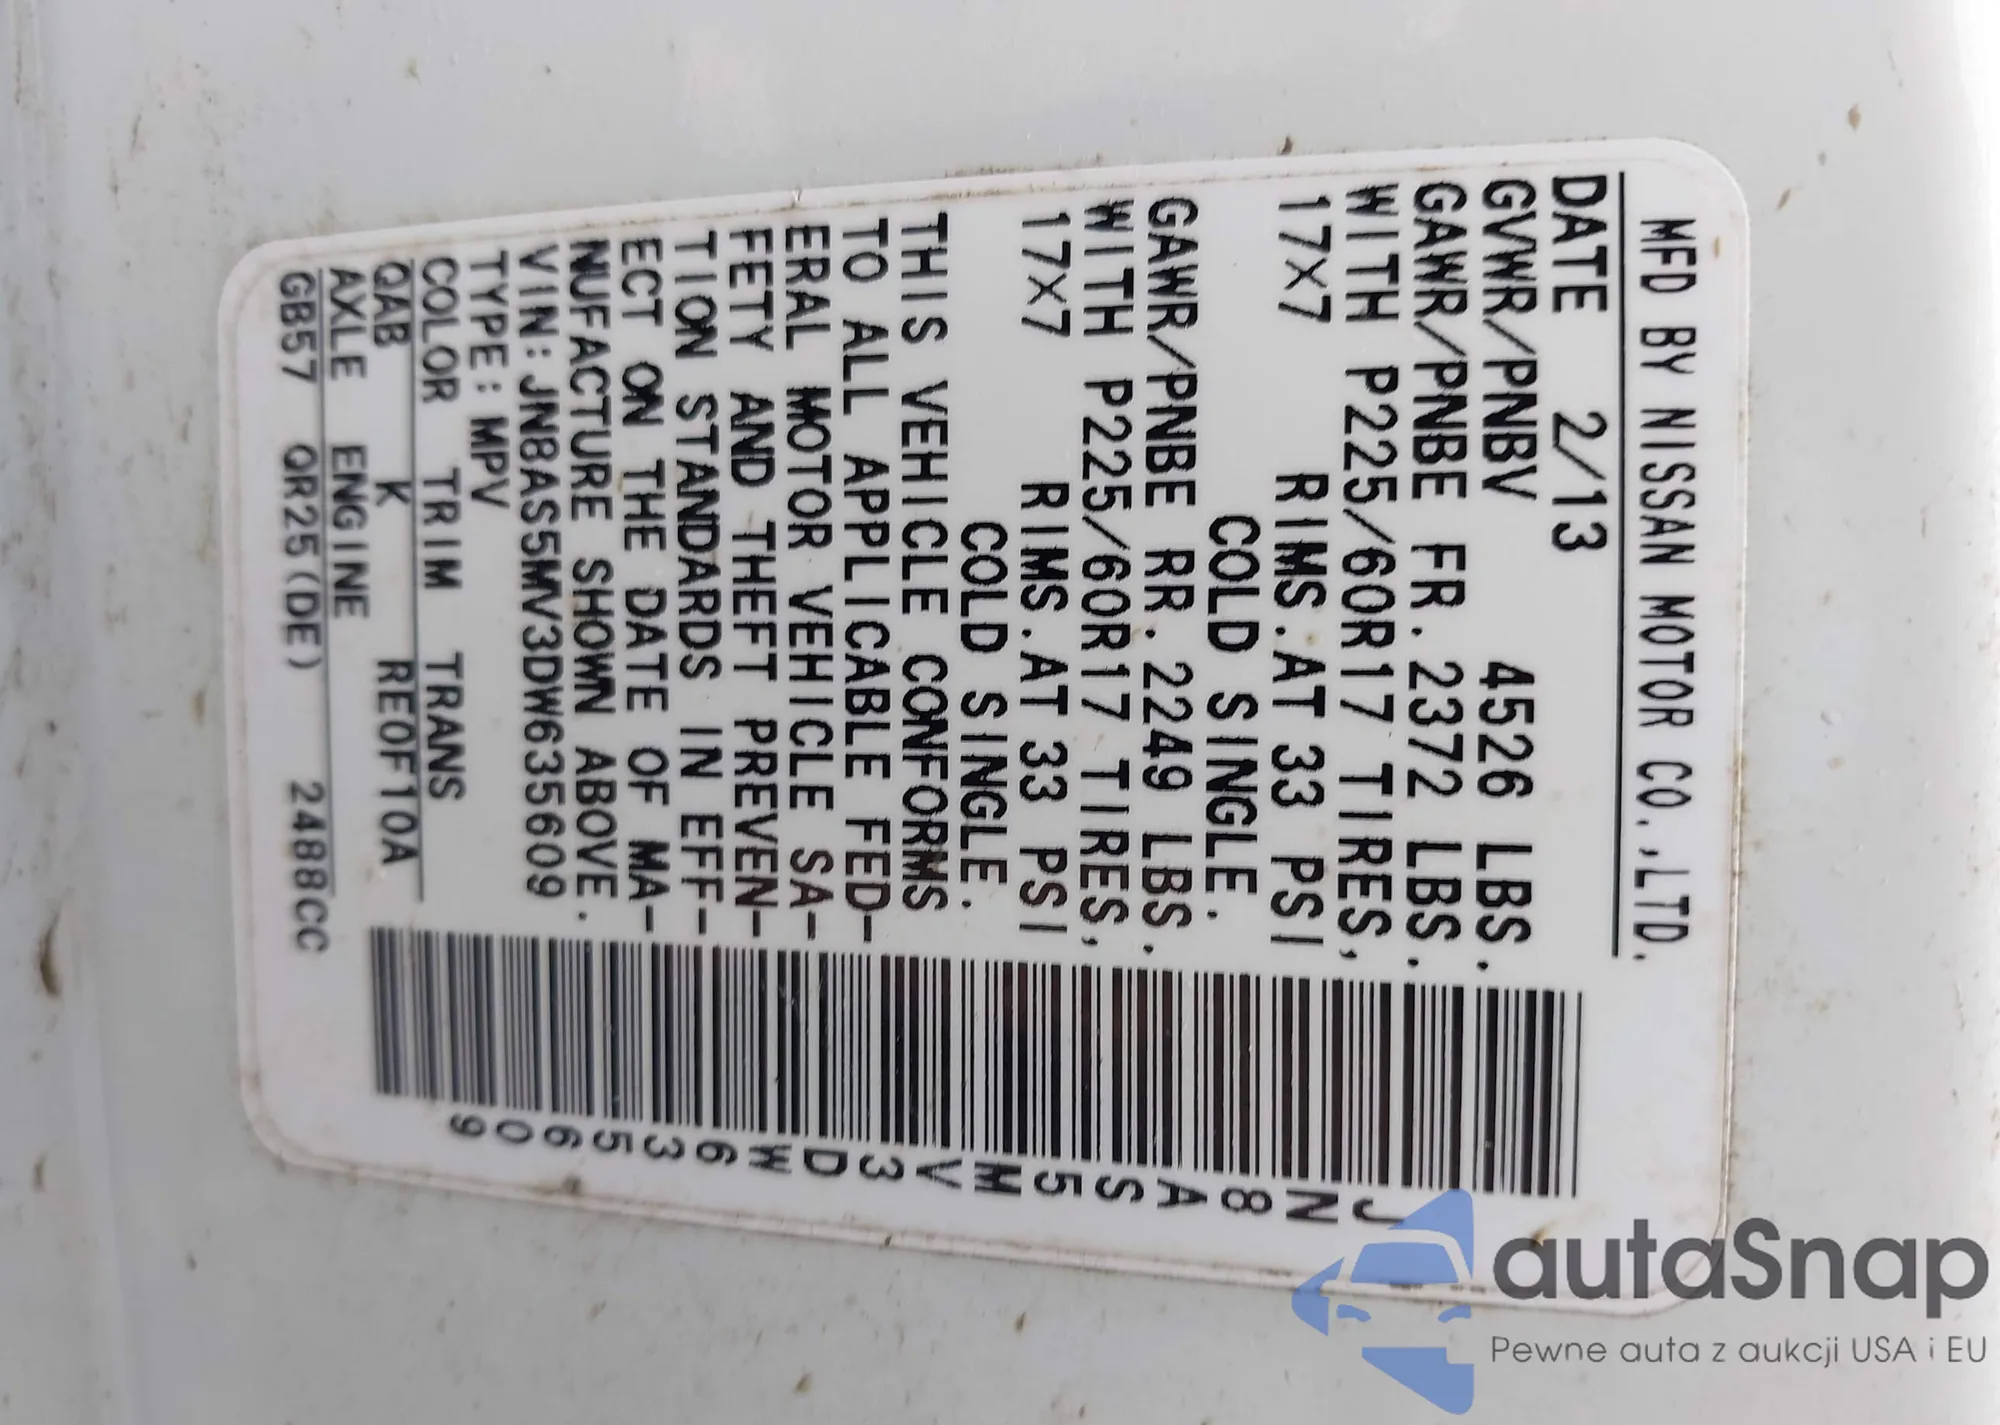 MFD BY NISSAN MOTOR CO.,LTD.
DATE 2/13
GVWR/PNBV 4526 LBS.
GAWR/PNBE FR. 2372 LBS.
WITH P225/60R17 TIRES,
17X7 RIMS.AT 33 PSI
COLD SINGLE.
GAWR/PNBE RR. 2249 LBS.
WITH P225/60R17 TIRES,
17X7 RIMS.AT 33 PSI
COLD SINGLE.
THIS VEHICLE CONFORMS
TO ALL APPLICABLE FED-
ERAL MOTOR VEHICLE SA-
FETY AND THEFT PREVEN-
TION STANDARDS IN EFF-
ECT ON THE DATE OF MA-
NUFACTURE SHOWN ABOVE.
VIN:JN8AS5MV3DW635609
TYPE:MPV
COLOR TRIM TRANS
QAB K RE0F10A
AXLE ENGINE
GB57 QR25(DE) 2488CC
JN8AS5MV3DW635609
autaSnap
Pewne auta z aukcji USA i EU